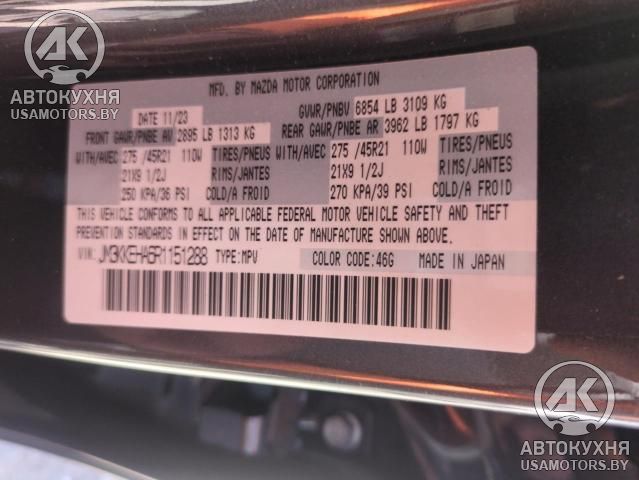 AK
АВТОКУХНЯ
USAMOTORS.BY
MFD. BY MAZDA MOTOR CORPORATION
DATE 11/23
GVWR/PNBV 6854 LB 3109 KG
FRONT GAWR/PNBE AV 2895 LB 1313 KG
REAR GAWR/PNBE AR 3962 LB 1797 KG
WITH/AVEC 275 /45R21 110W TIRES/PNEUS
21X9 1/2J RIMS/JANTES
250 KPA/36 PSI COLD/A FROID
WITH/AVEC 275 /45R21 110W TIRES/PNEUS
21X9 1/2J RIMS/JANTES
270 KPA/39 PSI COLD/A FROID
THIS VEHICLE CONFORMS TO ALL APPLICABLE FEDERAL MOTOR VEHICLE SAFETY AND THEFT
PREVENTION STANDARDS IN EFFECT ON THE DATE OF MANUFACTURE SHOWN ABOVE.
VIN: JM3KKEHA6R1151288 TYPE:MPV COLOR CODE:46G MADE IN JAPAN
AK
АВТОКУХНЯ
USAMOTORS.BY